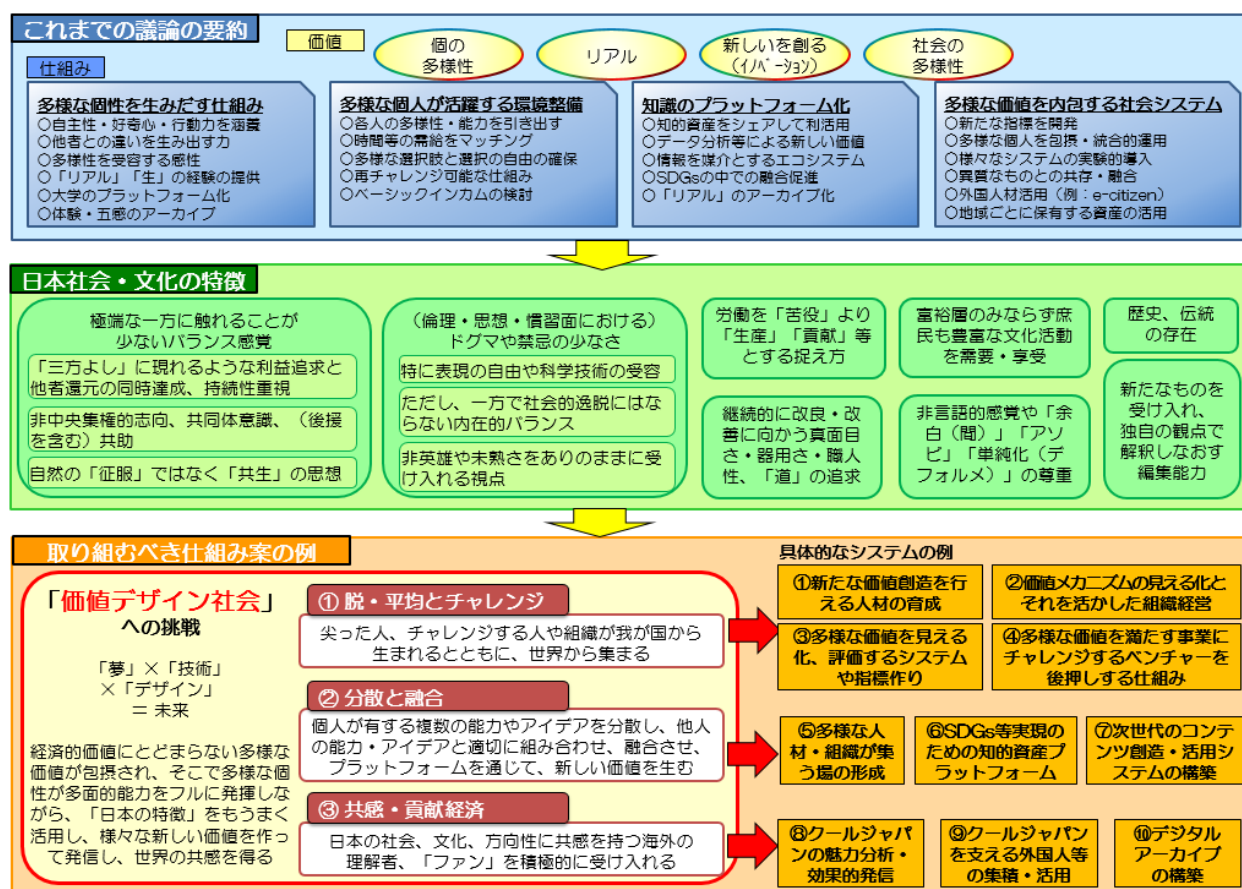 これまでの議論の要約
価値
個の
多様性
リアル
新しいを創る
（ｲﾉﾍﾞｰｼｮﾝ）
社会の
多様性
仕組み
多様な個性を生みだす仕組み
○自主性・好奇心・行動力を涵養
○他者との違いを生み出す力
○多様性を受容する感性
○「リアル」「生」の経験の提供
○大学のプラットフォーム化
○体験・五感のアーカイブ
多様な個人が活躍する環境整備
○各人の多様性・能力を引き出す
○時間等の需給をマッチング
○多様な選択肢と選択の自由の確保
○再チャレンジ可能な仕組み
○ベーシックインカムの検討
知識のプラットフォーム化
○知的資産をシェアして利活用
○データ分析等による新しい価値
○情報を媒介とするエコシステム
○SDGsの中での融合促進
○「リアル」のアーカイブ化
多様な価値を内包する社会システム
○新たな指標を開発
○多様な個人を包摂・統合的運用
○様々なシステムの実験的導入
○異質なものとの共存・融合
○外国人材活用（例：e-citizen）
○地域ごとに保有する資産の活用
日本社会・文化の特徴
極端な一方に触れることが
少ないバランス感覚
「三方よし」に現れるような利益追求と
他者還元の同時達成、持続性重視
非中央集権的志向、共同体意識、（後援
を含む）共助
自然の「征服」ではなく「共生」の思想
（倫理・思想・慣習面における）
ドグマや禁忌の少なさ
特に表現の自由や科学技術の受容
ただし、一方で社会的逸脱にはな
らない内在的バランス
非英雄や未熟さをありのままに受
け入れる視点
労働を「苦役」より
「生産」「貢献」等
とする捉え方
富裕層のみならず庶
民も豊富な文化活動
を需要・享受
歴史、伝統
の存在
継続的に改良・改
善に向かう真面目
さ・器用さ・職人
性、「道」の追求
非言語的感覚や「余
白（間）」「アソ
ビ」「単純化（デ
フォルメ）」の尊重
新たなものを
受け入れ、
独自の観点で
解釈しなおす
編集能力
取り組むべき仕組み案の例
「価値デザイン社会」
への挑戦
「夢」×「技術」
×「デザイン」
＝ 未来
経済的価値にとどまらない多様な
価値が包摂され、そこで多様な個
性が多面的能力をフルに発揮しな
がら、「日本の特徴」をもうまく
活用し、様々な新しい価値を作っ
て発信し、世界の共感を得る
① 脱・平均とチャレンジ
尖った人、チャレンジする人や組織が我が国から
生まれるとともに、世界から集まる
② 分散と融合
個人が有する複数の能力やアイデアを分散し、他人
の能力・アイデアと適切に組み合わせ、融合させ、
プラットフォームを通じて、新しい価値を生む
③ 共感・貢献経済
日本の社会、文化、方向性に共感を持つ海外の
理解者、「ファン」を積極的に受け入れる
具体的なシステムの例
①新たな価値創造を行
える人材の育成
②価値メカニズムの見える化と
それを活かした組織経営
③多様な価値を見える
化、評価するシステム
や指標作り
④多様な価値を満たす事業に
チャレンジするベンチャーを
後押しする仕組み
⑤多様な人
材・組織が集
う場の形成
⑥SDGs等実現の
ための知的資産プ
ラットフォーム
⑦次世代のコンテ
ンツ創造・活用シ
ステムの構築
⑧クールジャパ
ンの魅力分析・
効果的発信
⑨クールジャパン
を支える外国人等
の集積・活用
⑩デジタル
アーカイブ
の構築